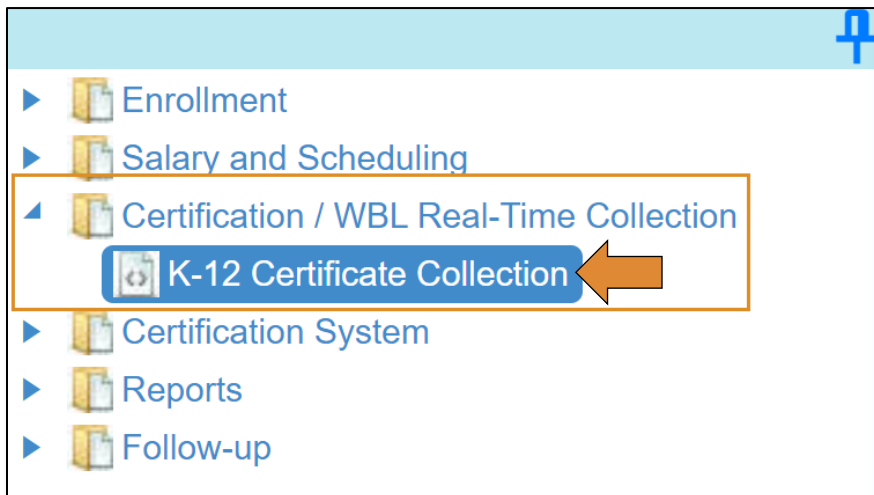 Enrollment
Salary and Scheduling
Certification / WBL Real-Time Collection
K-12 Certificate Collection
Certification System
Reports
Follow-up